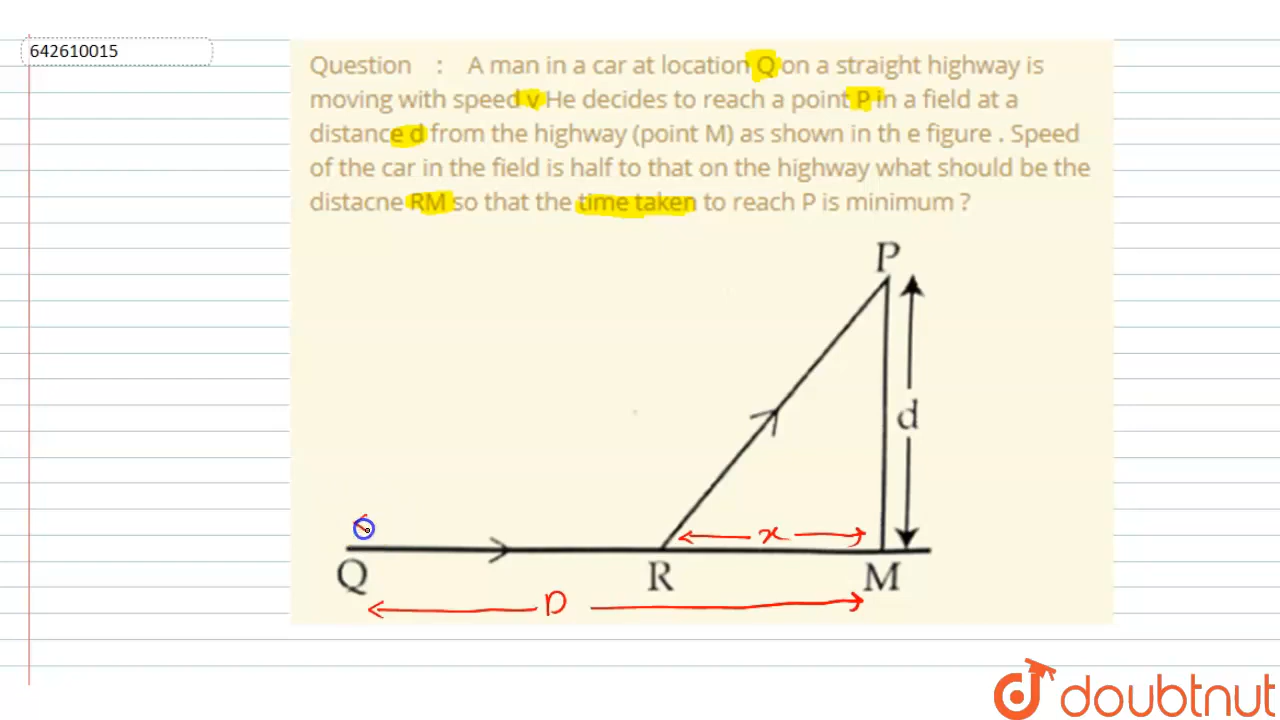 642610015
Question : A man in a car at location Q on a straight highway is
moving with speed v He decides to reach a point P in a field at a
distance d from the highway (point M) as shown in th e figure . Speed
of the car in the field is half to that on the highway what should be the
distacne RM so that the time taken to reach P is minimum ?
P
d
x
Q R M
D
doubtnut